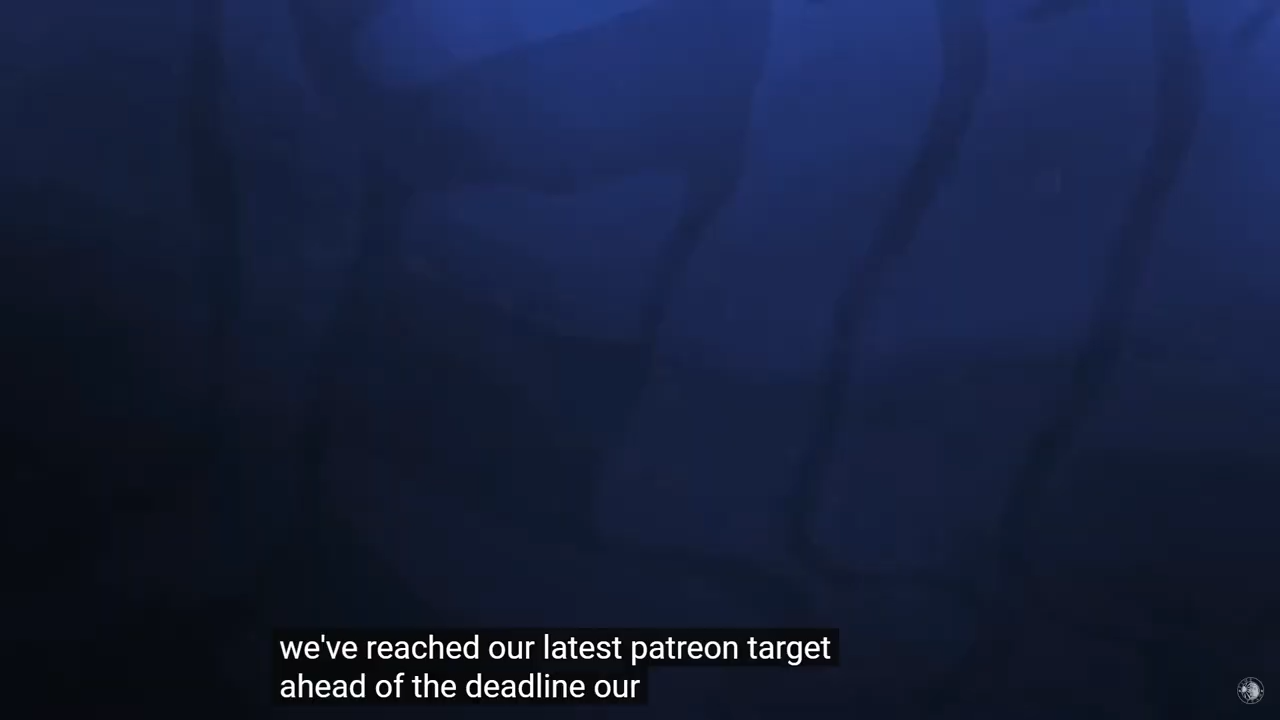 we've reached our latest patreon target
ahead of the deadline our